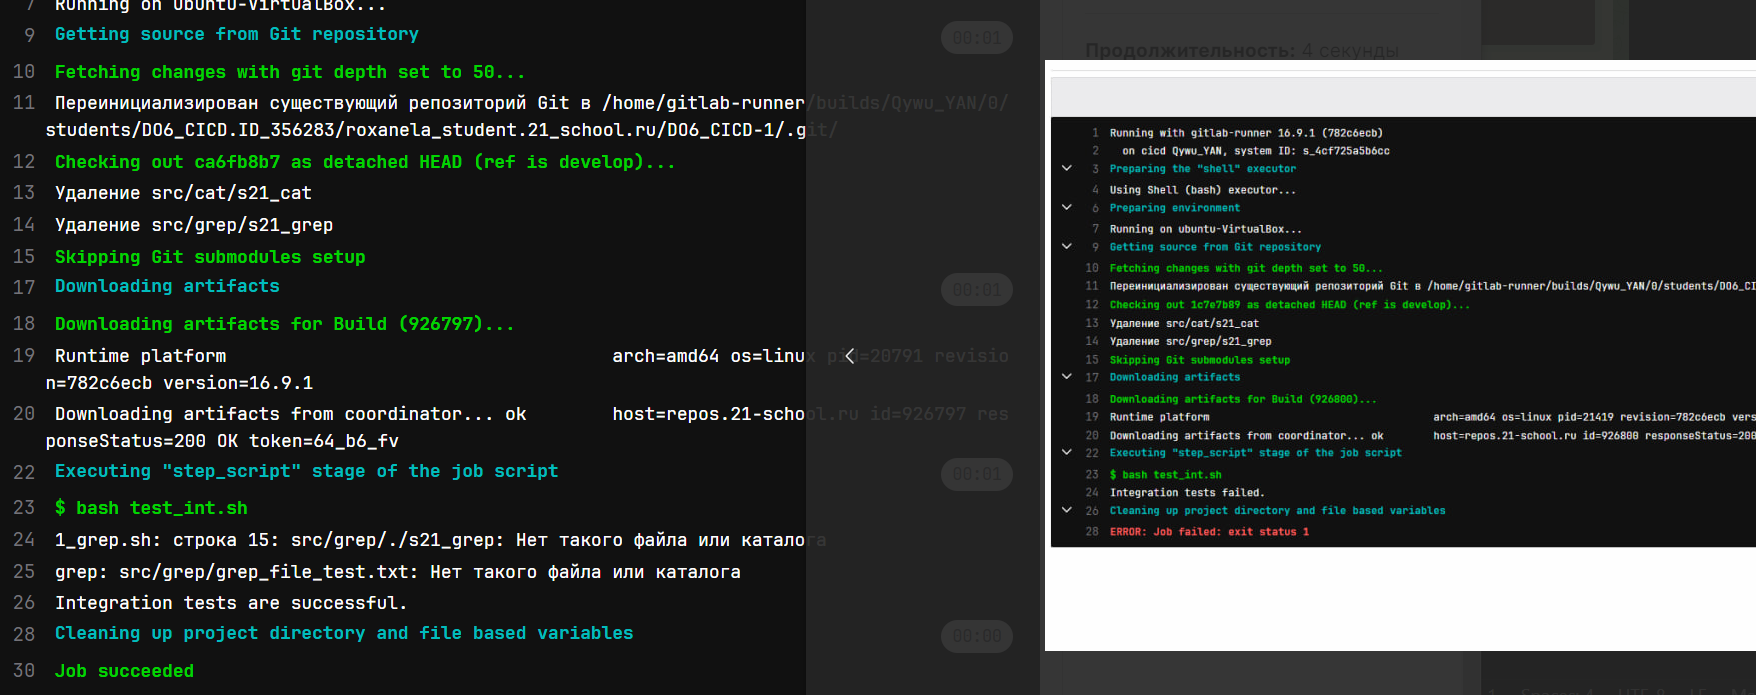 7 Running on ubuntu-VirtualBox...
9 Getting source from Git repository
00:01
10 Fetching changes with git depth set to 50...
11 Переинициализирован существующий репозиторий Git в /home/gitlab-runner/builds/Qywu_YAN/0/
students/DO6_CICD.ID_356283/roxanela_student.21_school.ru/DO6_CICD-1/.git/
12 Checking out ca6fb8b7 as detached HEAD (ref is develop)...
13 Удаление src/cat/s21_cat
14 Удаление src/grep/s21_grep
15 Skipping Git submodules setup
17 Downloading artifacts
00:01
18 Downloading artifacts for Build (926797)...
19 Runtime platform arch=amd64 os=linux pid=20791 revisio
n=782c6ecb version=16.9.1
20 Downloading artifacts from coordinator... ok host=repos.21-school.ru id=926797 res
ponseStatus=200 OK token=64_b6_fv
22 Executing "step_script" stage of the job script
00:01
23 $ bash test_int.sh
24 1_grep.sh: строка 15: src/grep/./s21_grep: Нет такого файла или каталога
25 grep: src/grep/grep_file_test.txt: Нет такого файла или каталога
26 Integration tests are successful.
28 Cleaning up project directory and file based variables
00:00
30 Job succeeded
Продолжительность: 4 секунды
1 Running with gitlab-runner 16.9.1 (782c6ecb)
2 on cicd Qywu_YAN, system ID: s_4cf725a5b6cc
3 Preparing the "shell" executor
4 Using Shell (bash) executor...
6 Preparing environment
7 Running on ubuntu-VirtualBox...
9 Getting source from Git repository
10 Fetching changes with git depth set to 50...
11 Переинициализирован существующий репозиторий Git в /home/gitlab-runner/builds/Qywu_YAN/0/students/DO6_CI
12 Checking out 1c7e7b89 as detached HEAD (ref is develop)...
13 Удаление src/cat/s21_cat
14 Удаление src/grep/s21_grep
15 Skipping Git submodules setup
17 Downloading artifacts
18 Downloading artifacts for Build (926800)...
19 Runtime platform arch=amd64 os=linux pid=21419 revision=782c6ecb vers
20 Downloading artifacts from coordinator... ok host=repos.21-school.ru id=926800 responseStatus=200
22 Executing "step_script" stage of the job script
23 $ bash test_int.sh
24 Integration tests failed.
26 Cleaning up project directory and file based variables
28 ERROR: Job failed: exit status 1